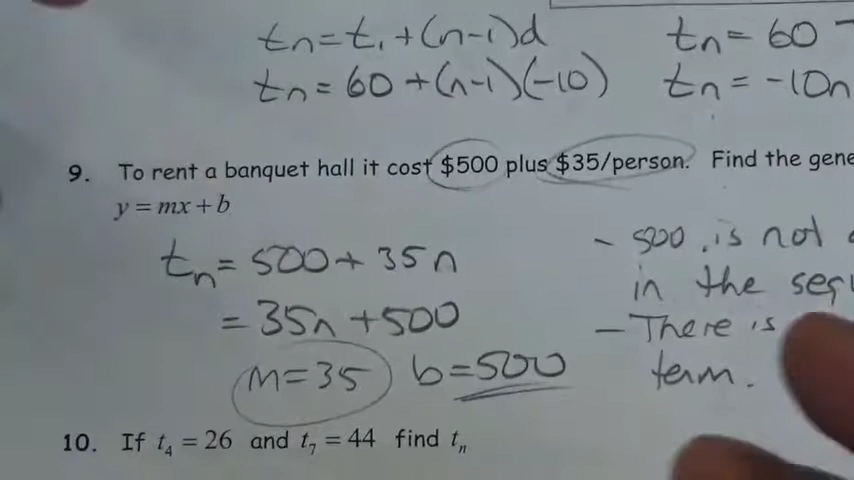 tn = t1 + (n-1)d
tn = 60 + (n-1)(-10)
tn = 60 -
tn = -10n
9. To rent a banquet hall it cost $500 plus $35/person. Find the gene
y = mx + b
tn = 500 + 35n
= 35n + 500
m = 35 b = 500
- 500 is not
in the sequ
- There is
term.
10. If t4 = 26 and t7 = 44 find tn